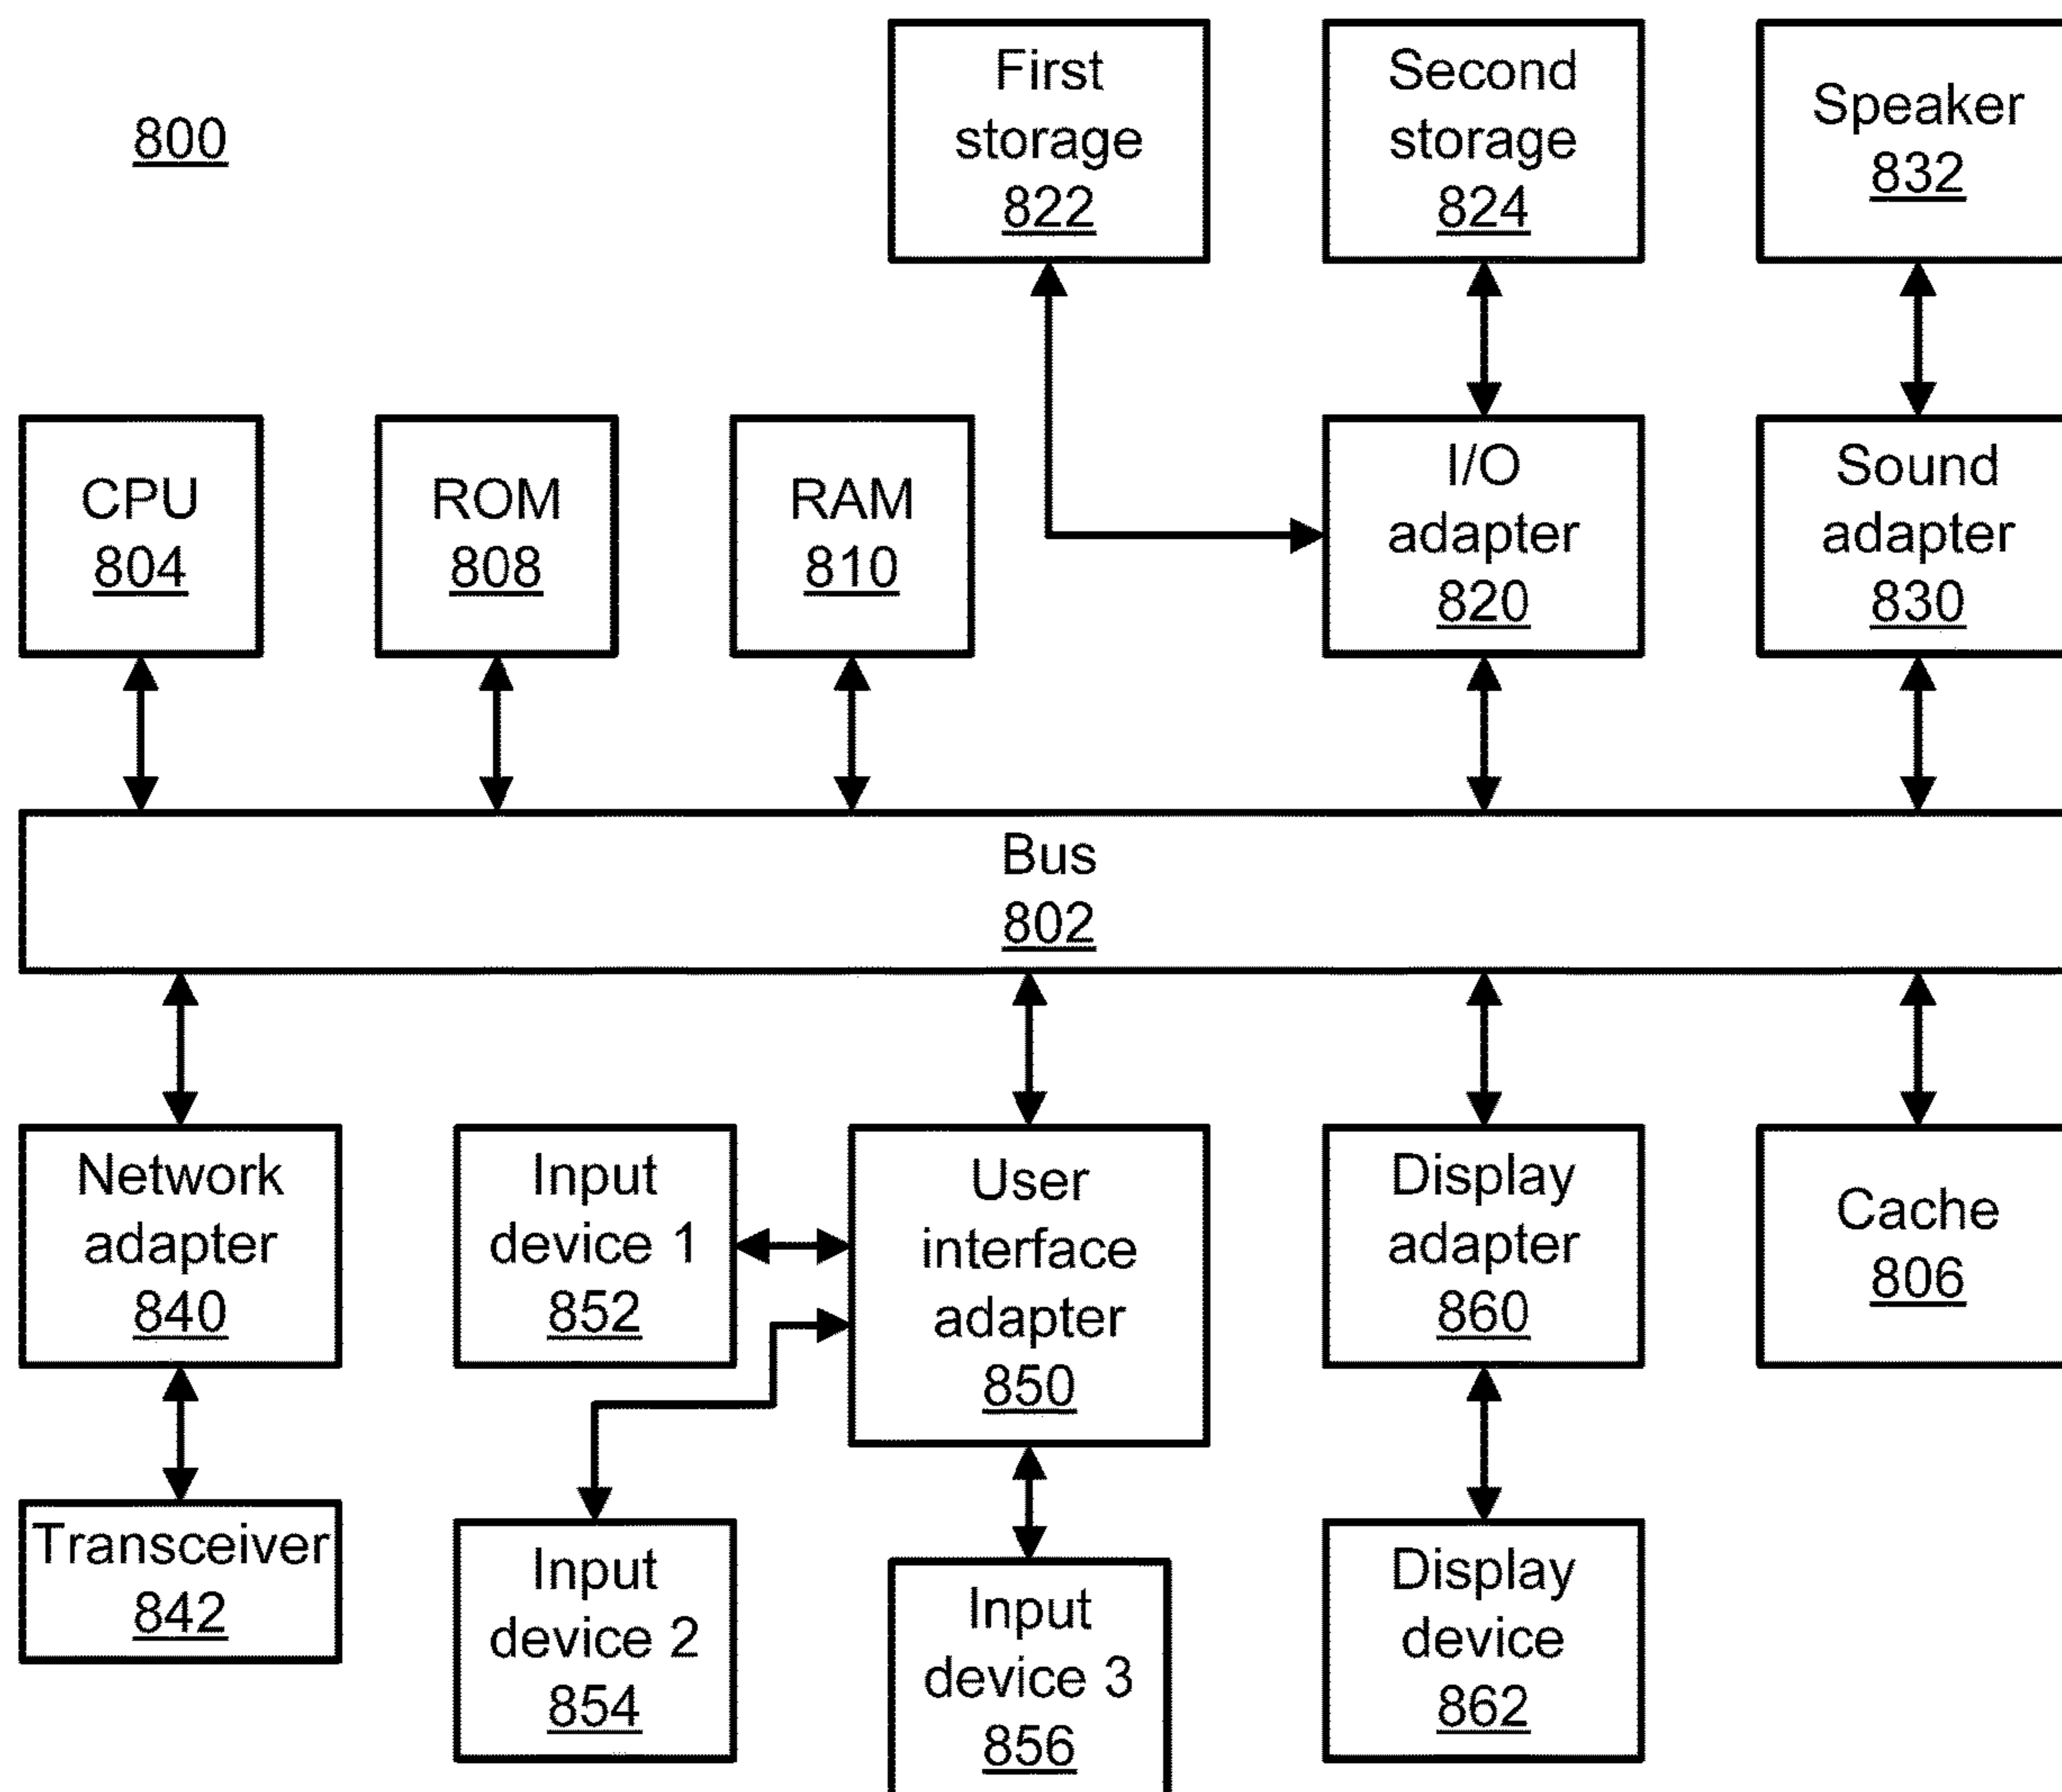 800
First
storage
822
Second
storage
824
Speaker
832
CPU
804
ROM
808
RAM
810
I/O
adapter
820
Sound
adapter
830
Bus
802
Network
adapter
840
Input
device 1
852
User
interface
adapter
850
Display
adapter
860
Cache
806
Transceiver
842
Input
device 2
854
Input
device 3
856
Display
device
862